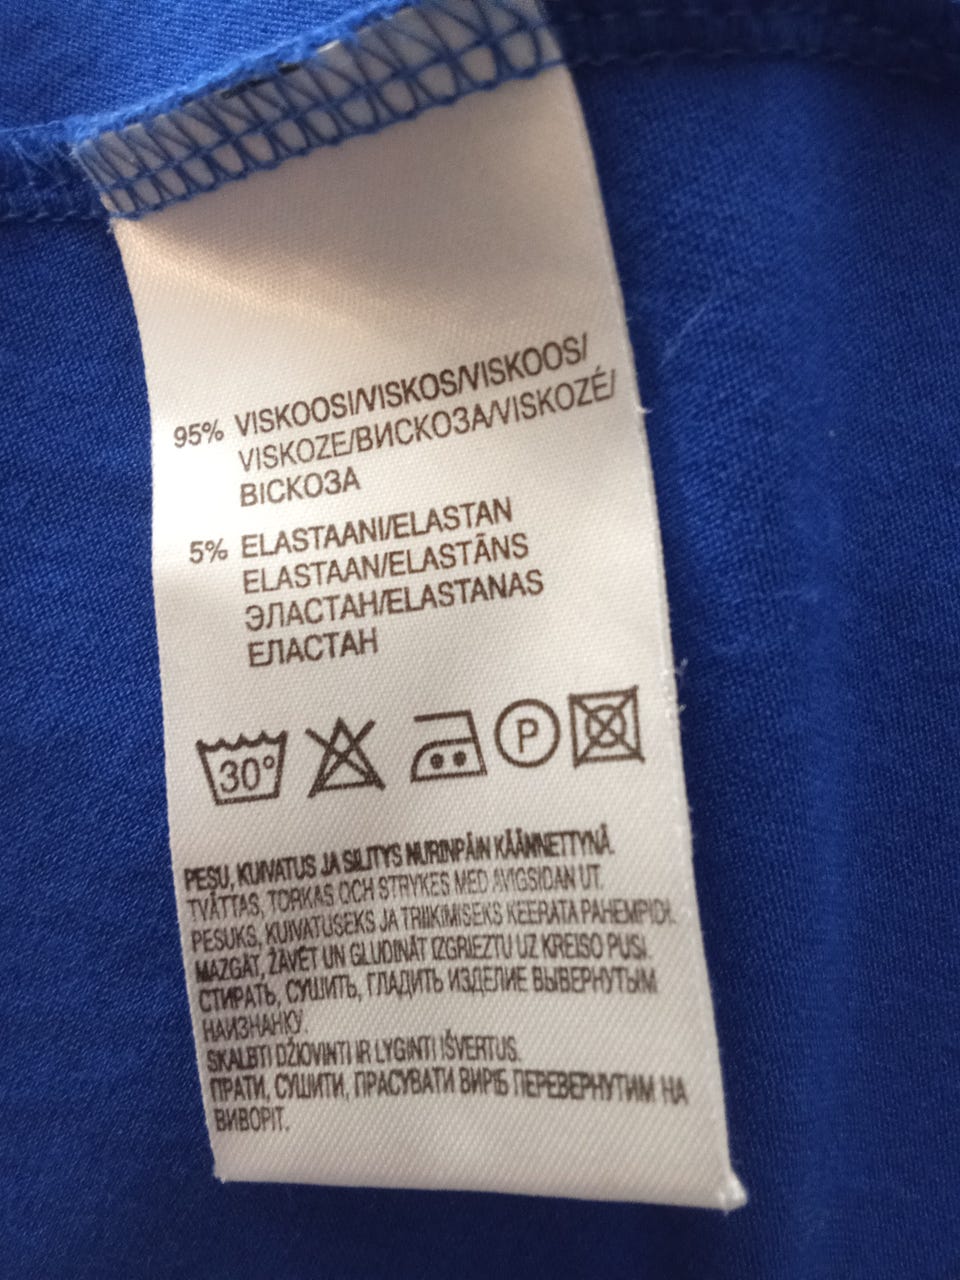 95% VISKOOSI/VISKOS/VISKOOS/
VISKOZE/ВИСКОЗА/VISKOZÉ/
ВІСКОЗА
5% ELASTAANI/ELASTAN
ELASTAAN/ELASTĀNS
ЭЛАСТАН/ELASTANAS
ЕЛАСТАН
30° P
PESU, KUIVATUS JA SILITYS NURINPÄIN KÄÄNNETTYNÄ.
TVÄTTAS, TORKAS OCH STRYKES MED AVIGSIDAN UT.
PESUKS, KUIVATUSEKS JA TRIIKIMISEKS KEERATA PAHEMPIDI.
MAZGĀT, ŽĀVĒT UN GLUDINĀT IZGRIEZTU UZ KREISO PUSI.
СТИРАТЬ, СУШИТЬ, ГЛАДИТЬ ИЗДЕЛИЕ ВЫВЕРНУТЫМ
НАИЗНАНКУ.
SKALBTI DŽIOVINTI IR LYGINTI IŠVERTUS.
ПРАТИ, СУШИТИ, ПРАСУВАТИ ВИРІБ ПЕРЕВЕРНУТИМ НА
ВИВОРІТ.